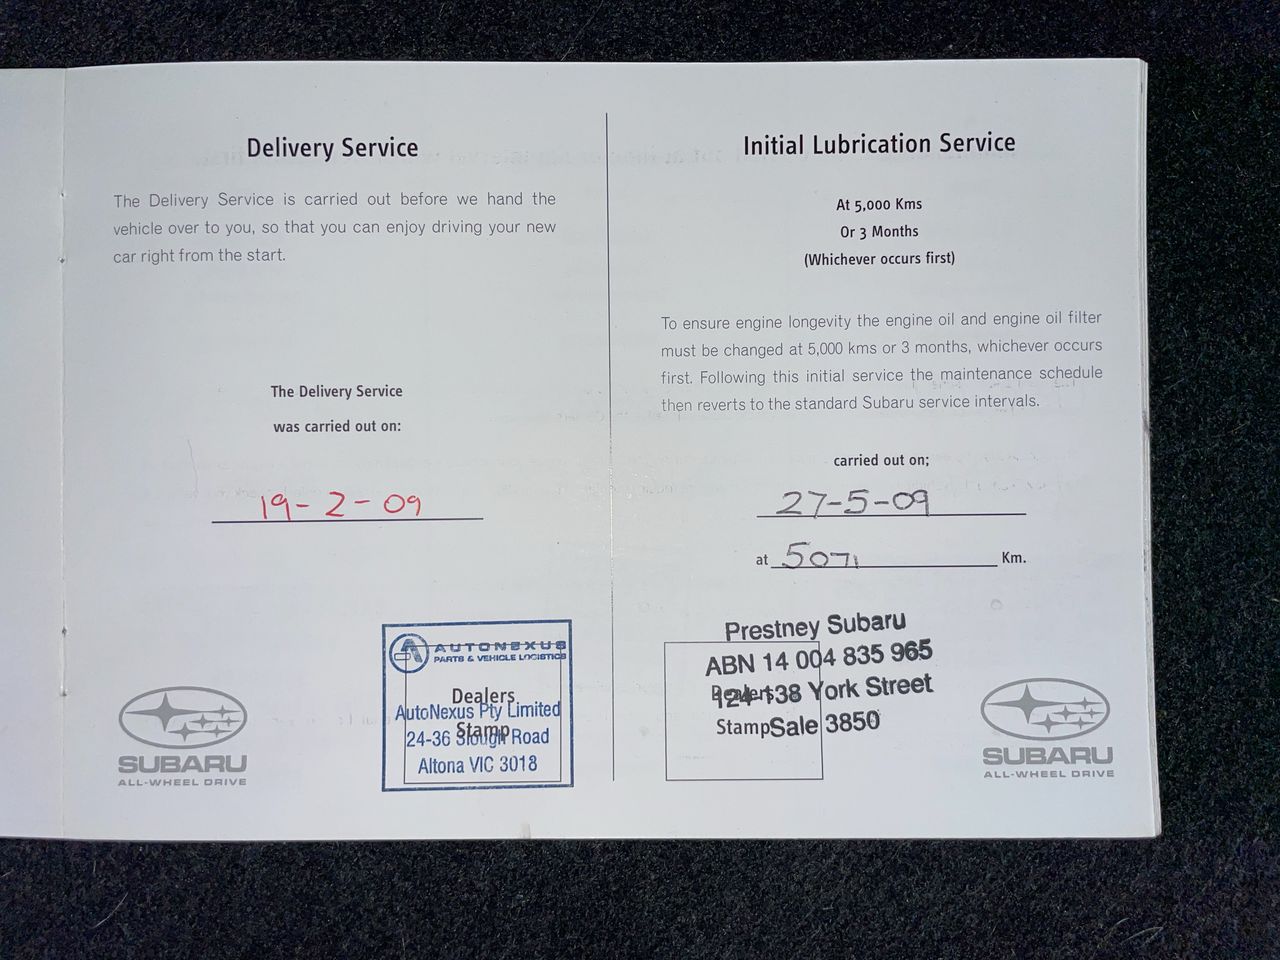 Delivery Service
The Delivery Service is carried out before we hand the
vehicle over to you, so that you can enjoy driving your new
car right from the start.
The Delivery Service
was carried out on:
19-2-09
AUTONEXUS
PARTS & VEHICLE LOGISTICS
Dealers
AutoNexus Pty Limited
Stamp
24-36 Slough Road
Altona VIC 3018
SUBARU
ALL-WHEEL DRIVE
Initial Lubrication Service
At 5,000 Kms
Or 3 Months
(Whichever occurs first)
To ensure engine longevity the engine oil and engine oil filter
must be changed at 5,000 kms or 3 months, whichever occurs
first. Following this initial service the maintenance schedule
then reverts to the standard Subaru service intervals.
carried out on;
27-5-09
at 5071 Km.
Prestney Subaru
ABN 14 004 835 965
Dealers
124-138 York Street
Stamp
Sale 3850
SUBARU
ALL-WHEEL DRIVE